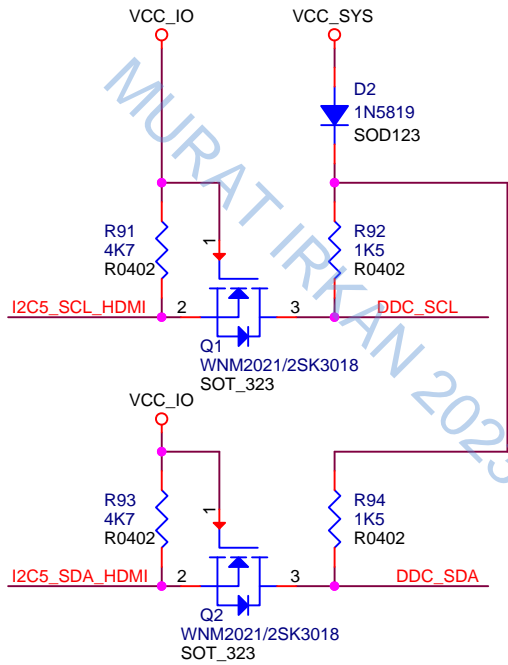 VCC_IO
VCC_SYS
D2
1N5819
SOD123
R91
4K7
R0402
1
R92
1K5
R0402
I2C5_SCL_HDMI
2
3
DDC_SCL
Q1
WNM2021/2SK3018
SOT_323
VCC_IO
R93
4K7
R0402
1
R94
1K5
R0402
I2C5_SDA_HDMI
2
3
DDC_SDA
Q2
WNM2021/2SK3018
SOT_323
MURAT IRKAN 2023